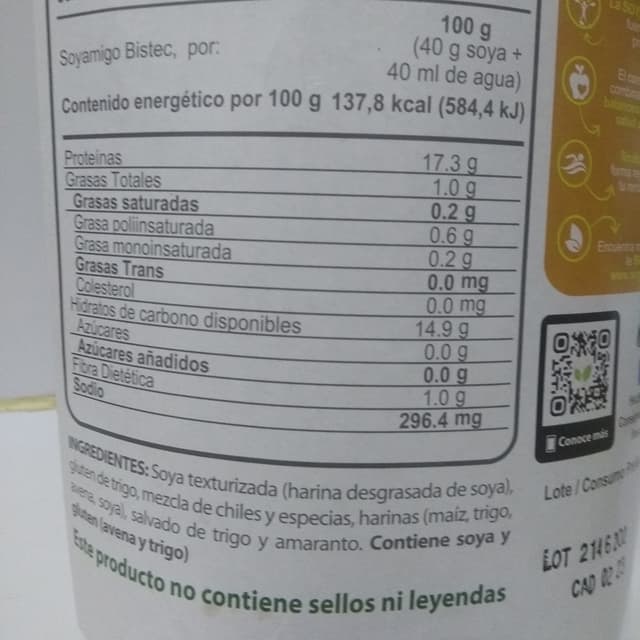 Soyamigo Bistec, por:
100 g
(40 g soya +
40 ml de agua)
Contenido energético por 100 g 137,8 kcal (584,4 kJ)
Proteínas 17.3 g
Grasas Totales 1.0 g
Grasas saturadas 0.2 g
Grasa poliinsaturada 0.6 g
Grasa monoinsaturada 0.2 g
Grasas Trans 0.0 mg
Colesterol 0.0 mg
Hidratos de carbono disponibles 14.9 g
Azúcares 0.0 g
Azúcares añadidos 0.0 g
Fibra Dietética 1.0 g
Sodio 296.4 mg
INGREDIENTES: Soya texturizada (harina desgrasada de soya),
gluten de trigo, mezcla de chiles y especias, harinas (maíz, trigo,
avena, soya), salvado de trigo y amaranto. Contiene soya y
gluten (avena y trigo)
Este producto no contiene sellos ni leyendas
Conoce más
Lote / Consumo
LOT 2146
CAD 02